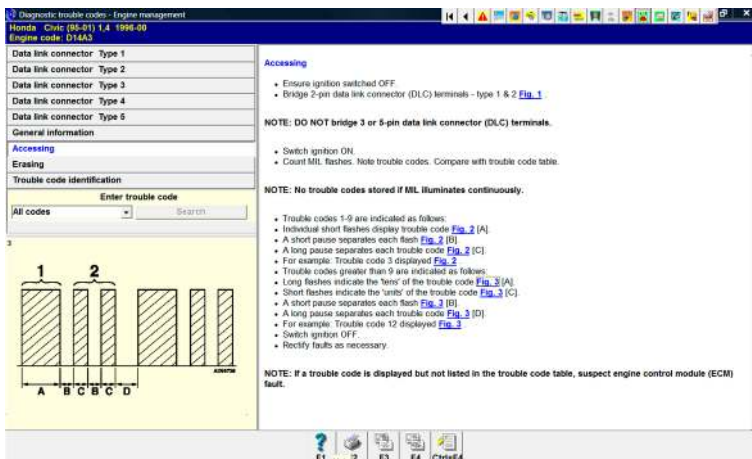 Diagnostic trouble codes - Engine management
Honda Civic (95-01) 1,4 1996-00
Engine code: D14A3
Data link connector Type 1
Data link connector Type 2
Data link connector Type 3
Data link connector Type 4
Data link connector Type 5
General information
Accessing
Erasing
Trouble code identification
Enter trouble code
All codes
Search
3
1 2
A B C B C D
Accessing
Ensure ignition switched OFF.
Bridge 2-pin data link connector (DLC) terminals - type 1 & 2 Fig. 1 .
NOTE: DO NOT bridge 3 or 5-pin data link connector (DLC) terminals.
Switch ignition ON.
Count MIL flashes. Note trouble codes. Compare with trouble code table.
NOTE: No trouble codes stored if MIL illuminates continuously.
Trouble codes 1-9 are indicated as follows:
Individual short flashes display trouble code Fig. 2 [A].
A short pause separates each flash Fig. 2 [B].
A long pause separates each trouble code Fig. 2 [C].
For example: Trouble code 3 displayed Fig. 2
Trouble codes greater than 9 are indicated as follows:
Long flashes indicate the 'tens' of the trouble code Fig. 3 [A].
Short flashes indicate the 'units' of the trouble code Fig. 3 [C].
A short pause separates each flash Fig. 3 [B].
A long pause separates each trouble code Fig. 3 [D].
For example: Trouble code 12 displayed Fig. 3 .
Switch ignition OFF.
Rectify faults as necessary.
NOTE: If a trouble code is displayed but not listed in the trouble code table, suspect engine control module (ECM)
fault.
F1 F2 F3 F4 Ctrl+F4